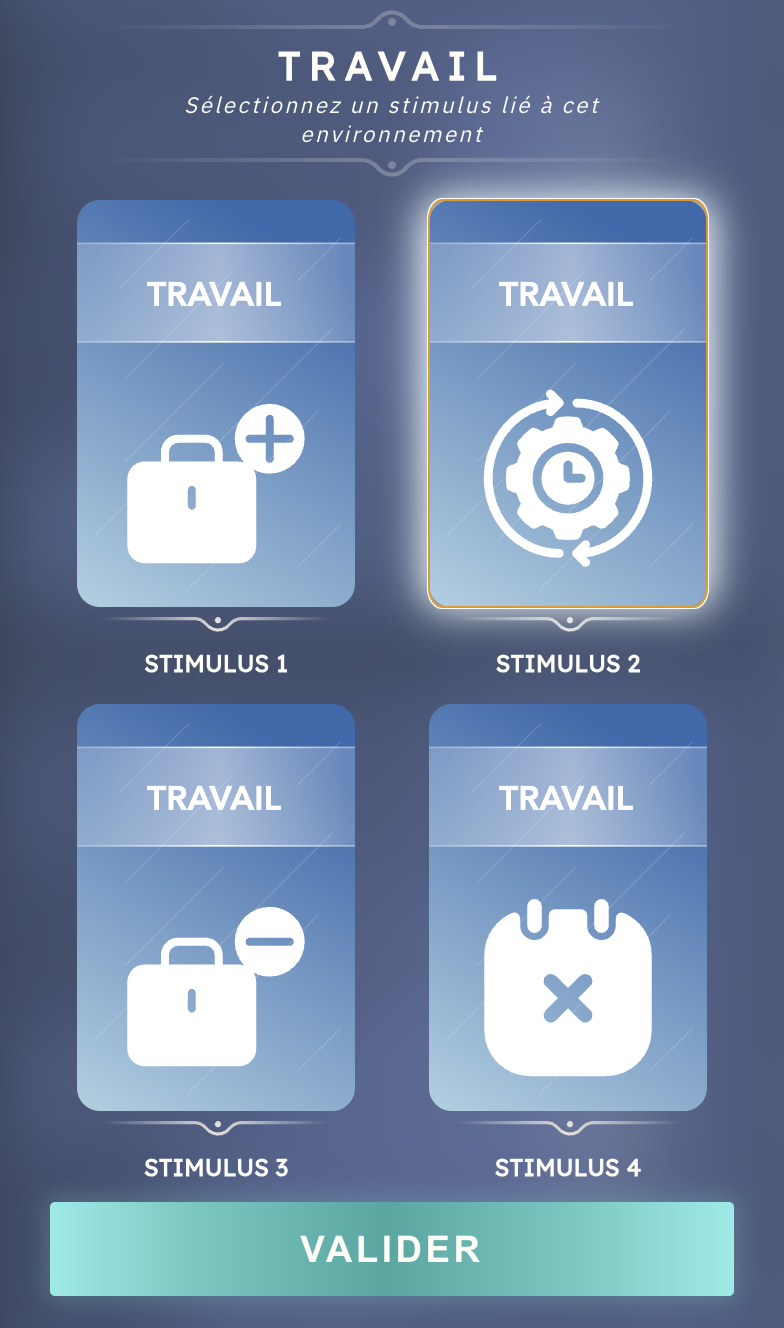 TRAVAIL
Sélectionnez un stimulus lié à cet
environnement
TRAVAIL
TRAVAIL
STIMULUS 1
STIMULUS 2
TRAVAIL
TRAVAIL
STIMULUS 3
STIMULUS 4
VALIDER